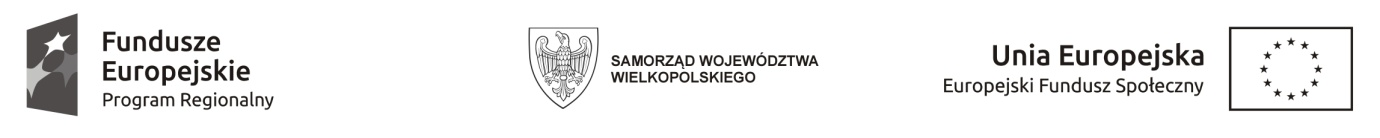 Fundusze
Europejskie
Program Regionalny
SAMORZĄD WOJEWÓDZTWA
WIELKOPOLSKIEGO
Unia Europejska
Europejski Fundusz Społeczny